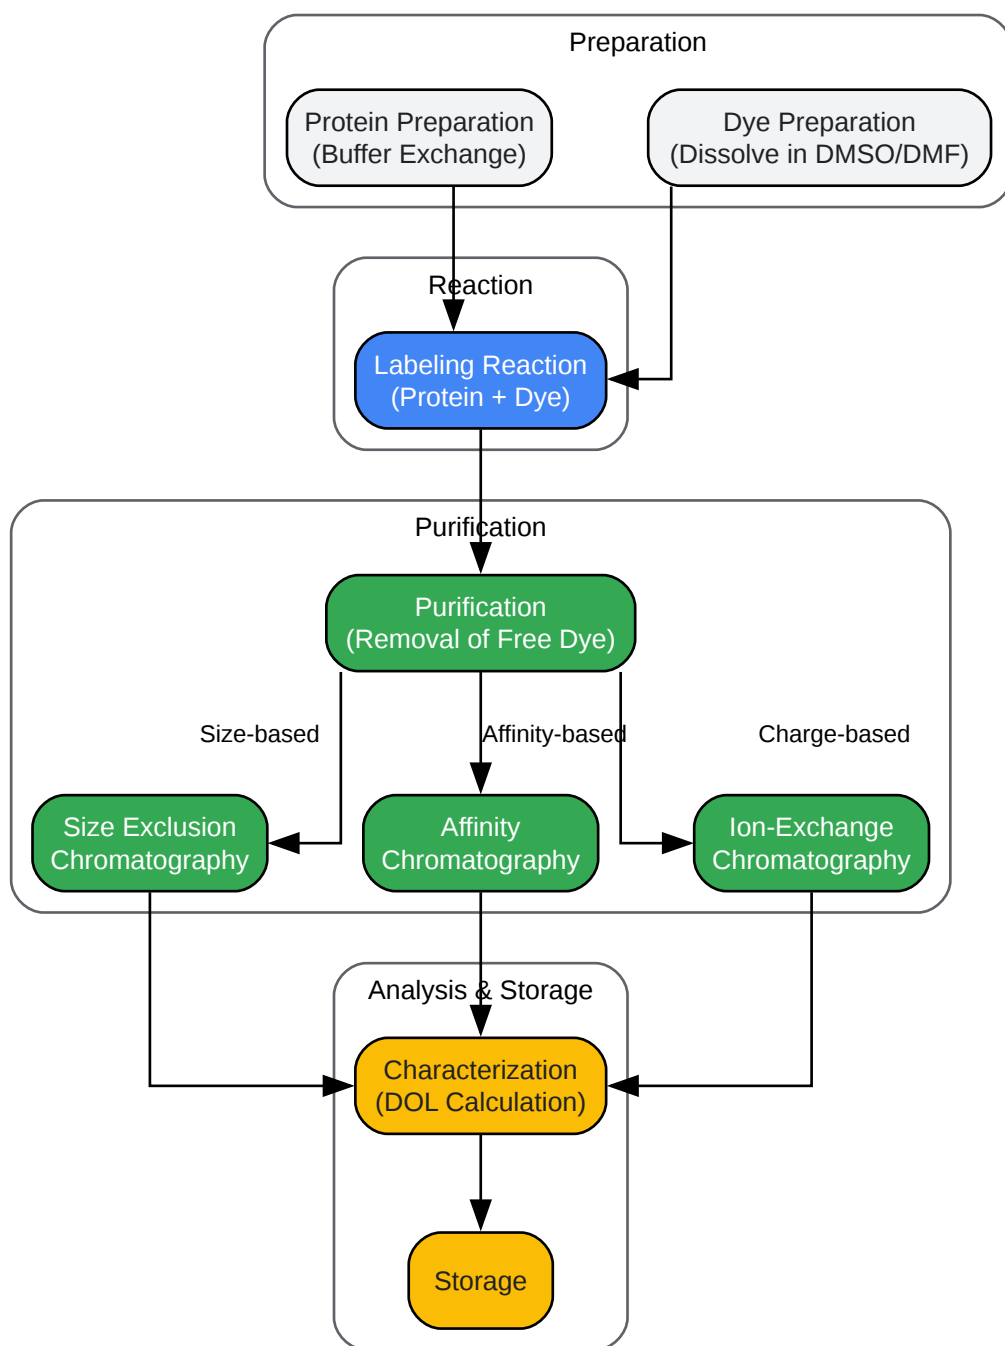 Preparation
Protein Preparation
(Buffer Exchange)
Dye Preparation
(Dissolve in DMSO/DMF)
Reaction
Labeling Reaction
(Protein + Dye)
Purification
Purification
(Removal of Free Dye)
Size-based
Affinity-based
Charge-based
Size Exclusion
Chromatography
Affinity
Chromatography
Ion-Exchange
Chromatography
Analysis & Storage
Characterization
(DOL Calculation)
Storage